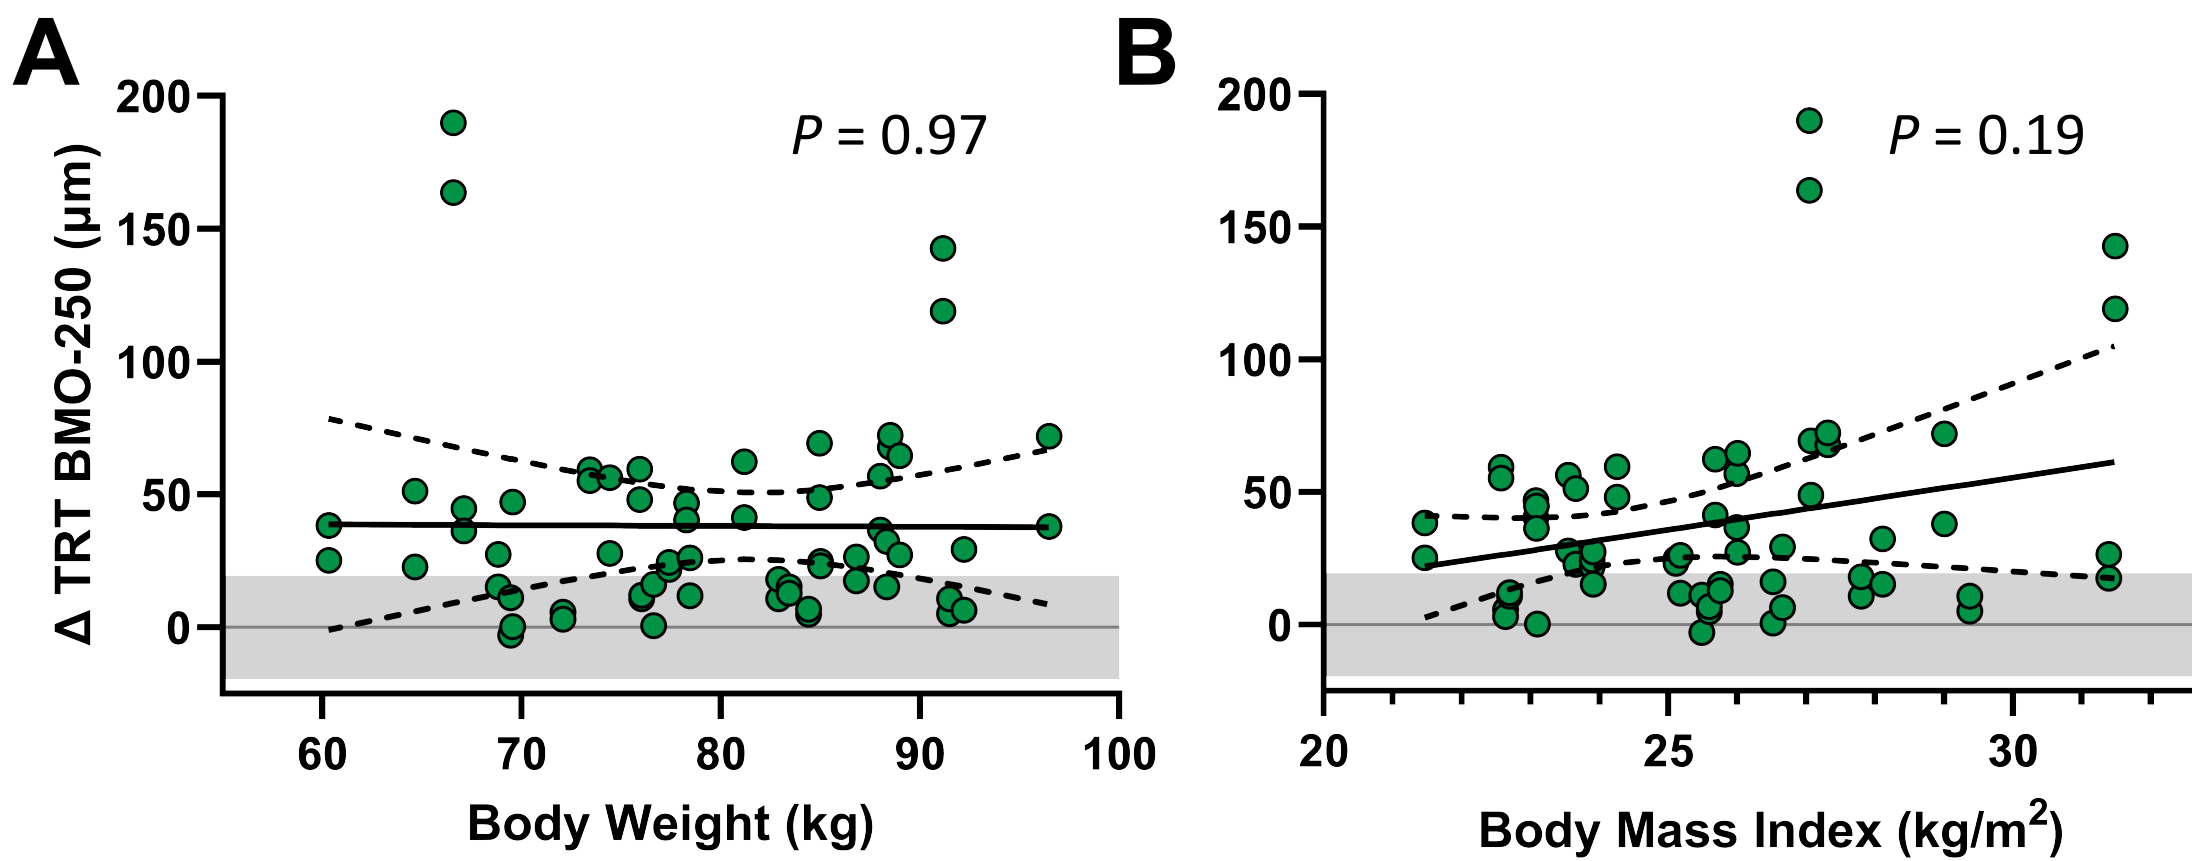 A
B
P = 0.97
P = 0.19
Δ TRT BMO-250 (µm)
200
150
100
50
0
200
150
100
50
0
60 70 80 90 100
20 25 30
Body Weight (kg)
Body Mass Index (kg/m²)